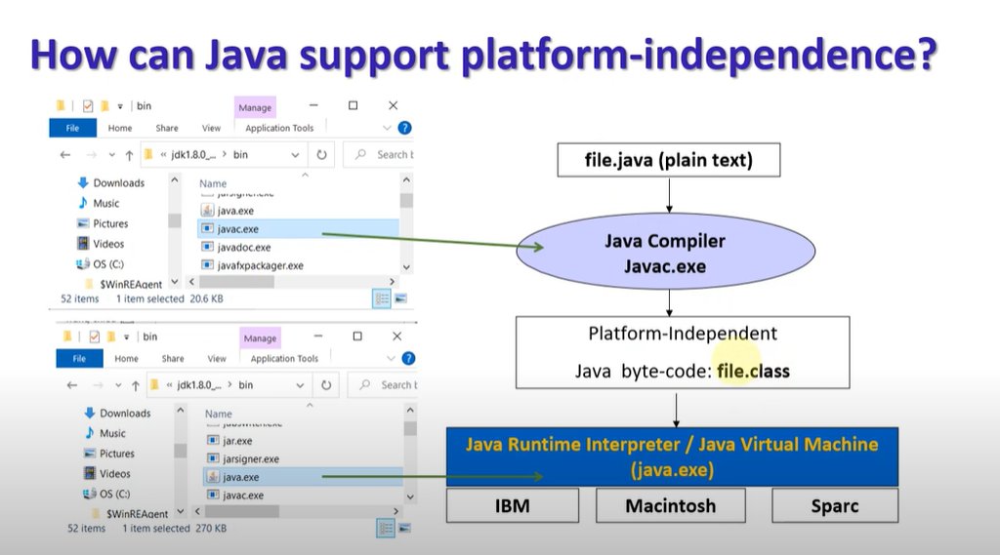 How can Java support platform-independence?
bin
Manage
File Home Share View Application Tools
« jdk1.8.0_... > bin
Search
Downloads
Music
Pictures
Videos
OS (C:)
$WinREAgent
Name
jarsigner.exe
java.exe
javac.exe
javadoc.exe
javafxpackager.exe
52 items 1 item selected 20.6 KB
bin
Manage
File Home Share View Application Tools
« jdk1.8.0_... > bin
Search
Downloads
Music
Pictures
Videos
OS (C:)
$WinREAgent
Name
jar.exe
jarsigner.exe
java.exe
javac.exe
52 items 1 item selected 270 KB
file.java (plain text)
Java Compiler
Javac.exe
Platform-Independent
Java byte-code: file.class
Java Runtime Interpreter / Java Virtual Machine
(java.exe)
IBM
Macintosh
Sparc